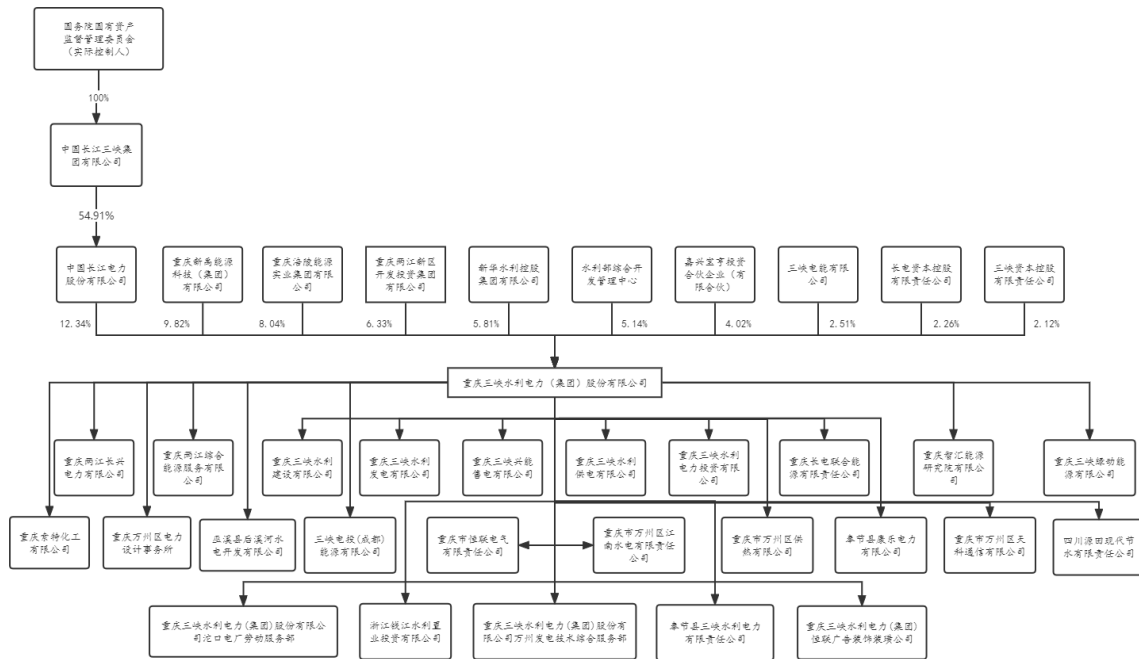 国务院国有资产
监督管理委员会
（实际控制人）
100%
中国长江三峡集
团有限公司
54.91%
中国长江电力
股份有限公司
重庆新禹能源
科技（集团）
有限公司
重庆涪陵能源
实业集团有限
公司
重庆两江新区
开发投资集团
有限公司
新华水利控股
集团有限公司
水利部综合开
发管理中心
嘉兴宝亨投资
合伙企业（有
限合伙）
三峡电能有限
公司
长电资本控股
有限责任公司
三峡资本控股
有限责任公司
12.34%
9.82%
8.04%
6.33%
5.81%
5.14%
4.02%
2.51%
2.26%
2.12%
重庆三峡水利电力（集团）股份有限公司
重庆两江长兴
电力有限公司
重庆两江综合
能源服务有限
公司
重庆三峡水利
建设有限公司
重庆三峡水利
发电有限公司
重庆三峡兴能
售电有限公司
重庆三峡水利
供电有限公司
重庆三峡水利
电力投资有限
公司
重庆长电联合能
源有限责任公司
重庆智汇能源
研究院有限公
司
重庆三峡绿动能
源有限公司
重庆索特化工
有限公司
重庆万州区电力
设计事务所
巫溪县后溪河水
电开发有限公司
三峡电投(成都)
能源有限公司
重庆市恒联电气
有限责任公司
重庆市万州区江
南水电有限责任
公司
重庆市万州区供
热有限公司
奉节县康乐电力
有限公司
重庆市万州区天
科通信有限公司
四川源田现代节
水有限责任公司
重庆三峡水利电力(集团)股份有限公
司沱口电厂劳动服务部
浙江钱江水利置
业投资有限公司
重庆三峡水利电力(集团)股份有
限公司万州发电技术综合服务部
奉节县三峡水利电力
有限责任公司
重庆三峡水利电力(集团)
恒联广告装饰装璜公司